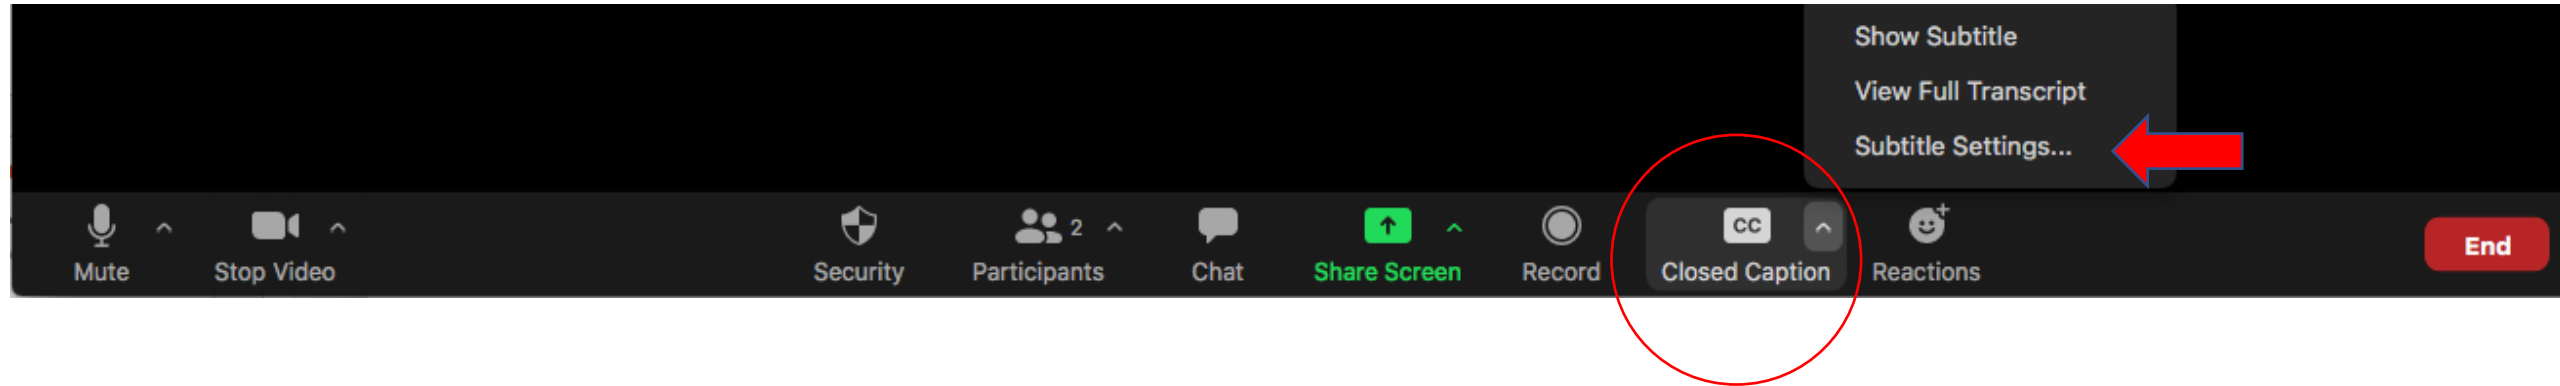 Show Subtitle
View Full Transcript
Subtitle Settings...
2
CC
Mute
Stop Video
Security
Participants
Chat
Share Screen
Record
Closed Caption
Reactions
End